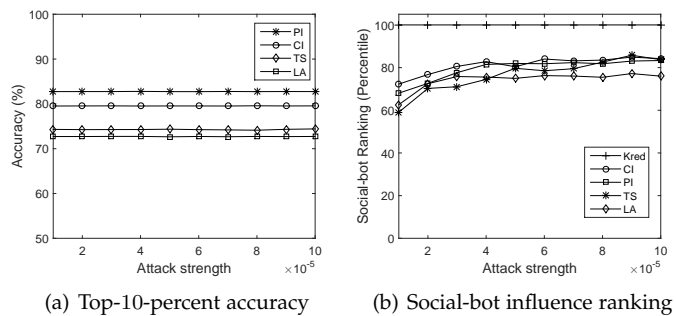 100
90
80
70
60
50
Accuracy (%)
PI
CI
TS
LA
2
4
6
8
10
Attack strength
×10-5
(a) Top-10-percent accuracy
100
80
60
40
20
0
Social-bot Ranking (Percentile)
Kred
CI
PI
TS
LA
2
4
6
8
10
Attack strength
×10-5
(b) Social-bot influence ranking